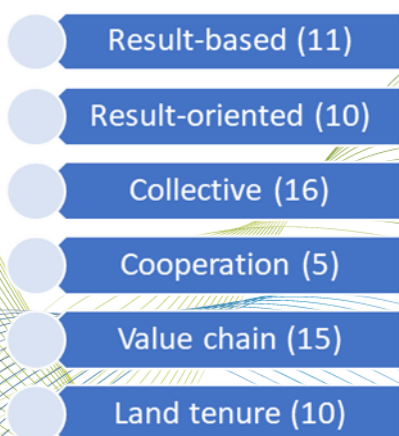 Result-based (11)
Result-oriented (10)
Collective (16)
Cooperation (5)
Value chain (15)
Land tenure (10)